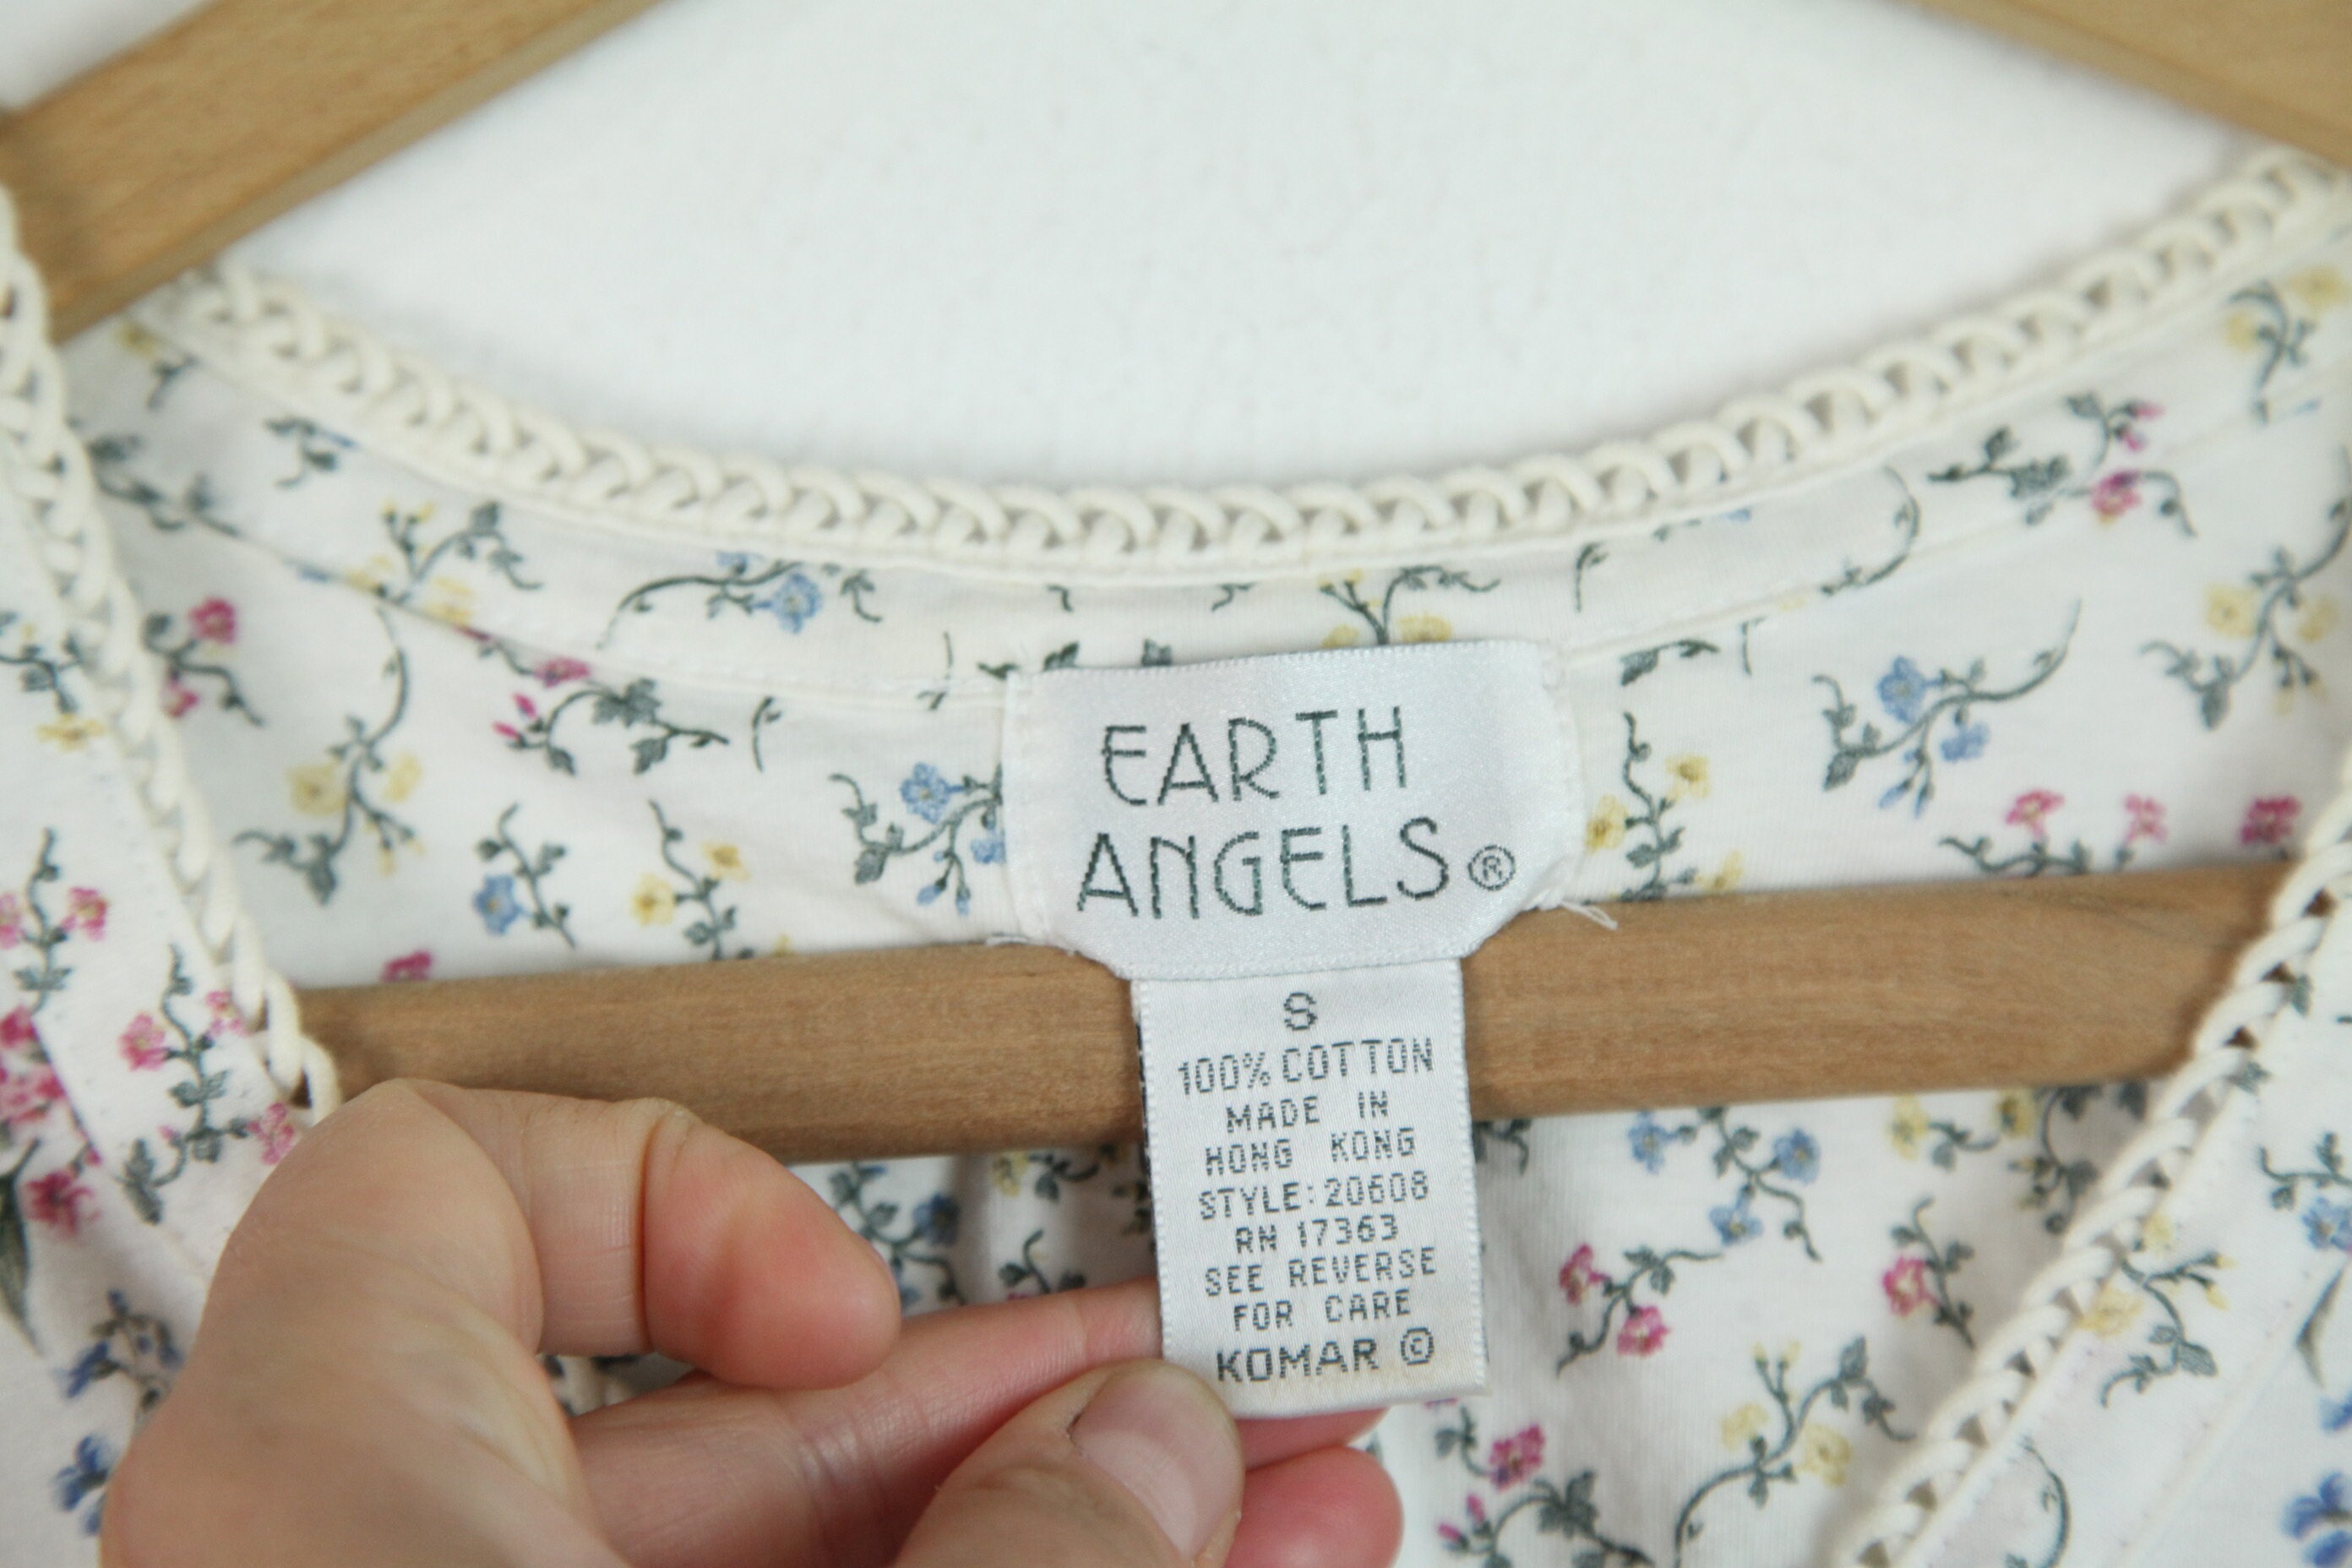 EARTH
ANGELS®
S
100% COTTON
MADE IN
HONG KONG
STYLE: 20608
RN 17363
SEE REVERSE
FOR CARE
KOMAR ©